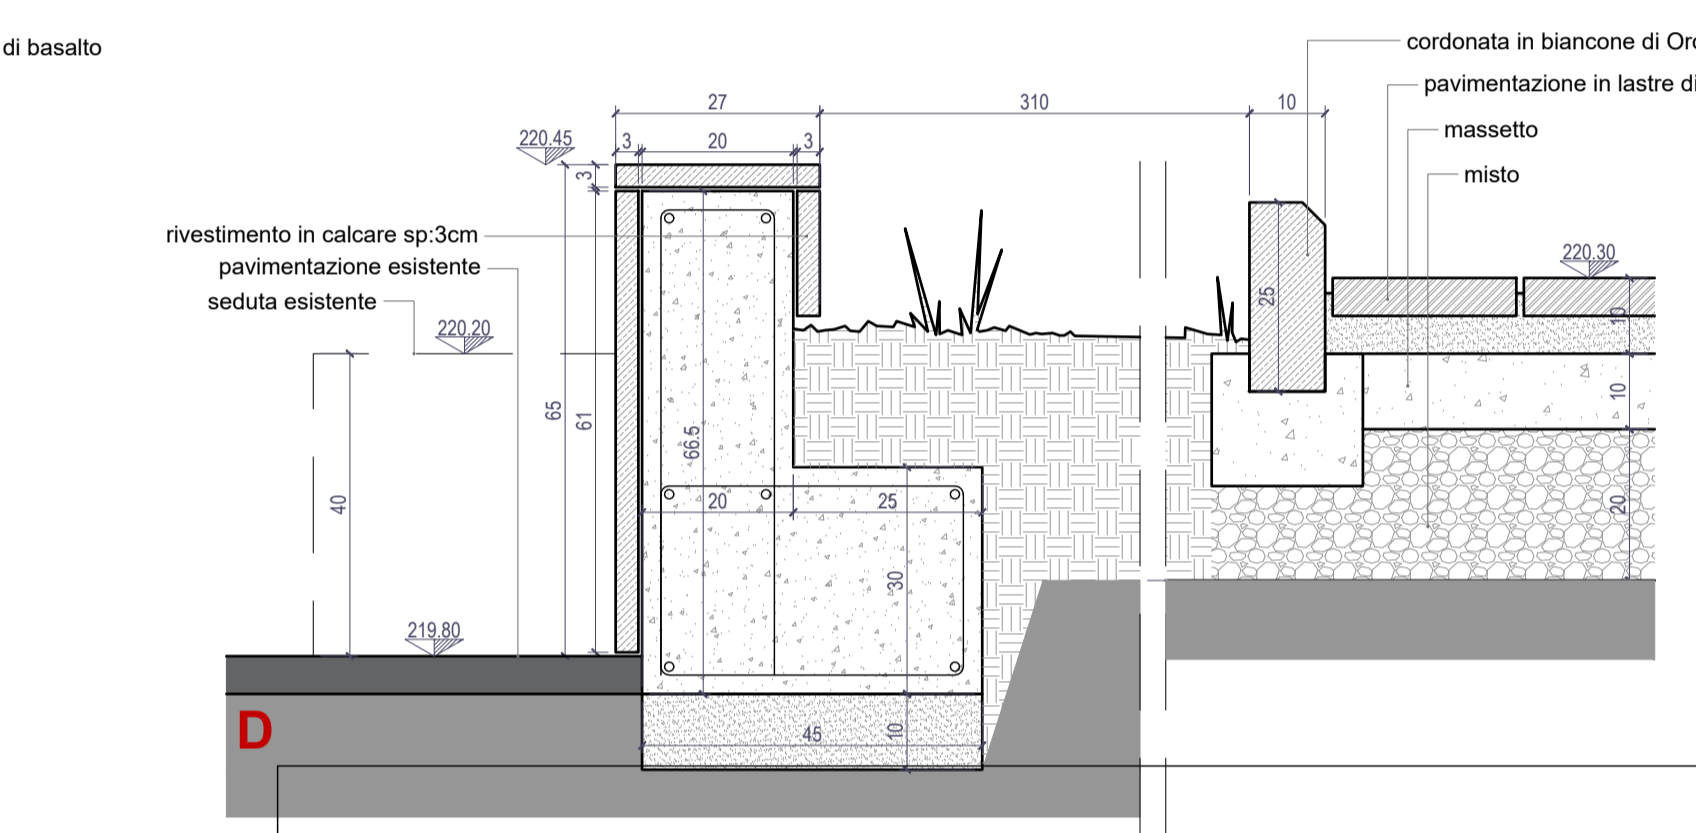 di basalto
cordonata in biancone di Oro
pavimentazione in lastre di
massetto
misto
27
310
10
220.45
3
20
3
3
rivestimento in calcare sp:3cm
pavimentazione esistente
seduta esistente
220.20
220.30
25
10
65
61
66.5
10
40
20
25
20
30
219.80
D
45
10